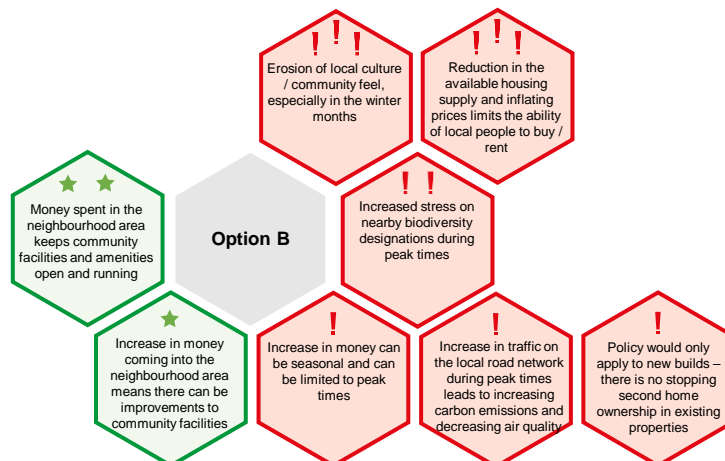 Erosion of local culture
/ community feel,
especially in the winter
months
Reduction in the
available housing
supply and inflating
prices limits the ability
of local people to buy /
rent
Money spent in the
neighbourhood area
keeps community
facilities and amenities
open and running
Option B
Increased stress on
nearby biodiversity
designations during
peak times
Increase in money
coming into the
neighbourhood area
means there can be
improvements to
community facilities
Increase in money can
be seasonal and can
be limited to peak
times
Increase in traffic on
the local road network
during peak times
leads to increasing
carbon emissions and
decreasing air quality
Policy would only
apply to new builds –
there is no stopping
second home
ownership in existing
properties